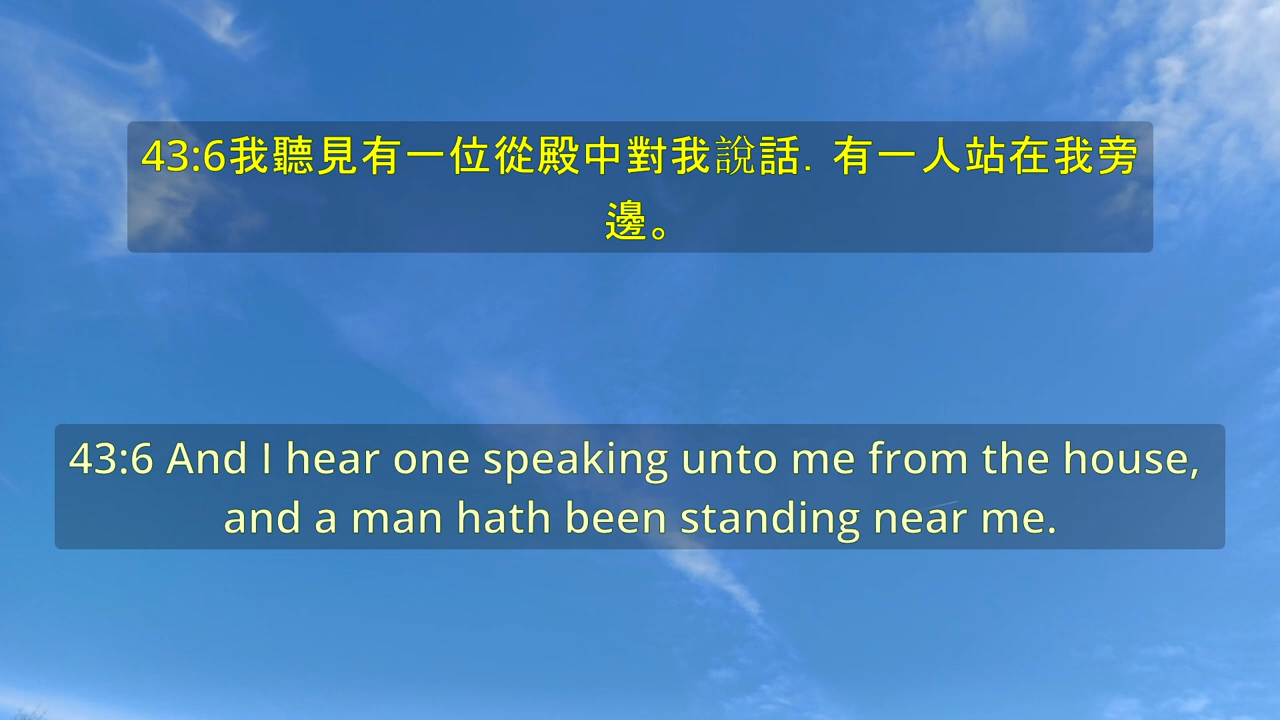 43:6我聽見有一位從殿中對我說話．有一人站在我旁
邊。
43:6 And I hear one speaking unto me from the house,
and a man hath been standing near me.